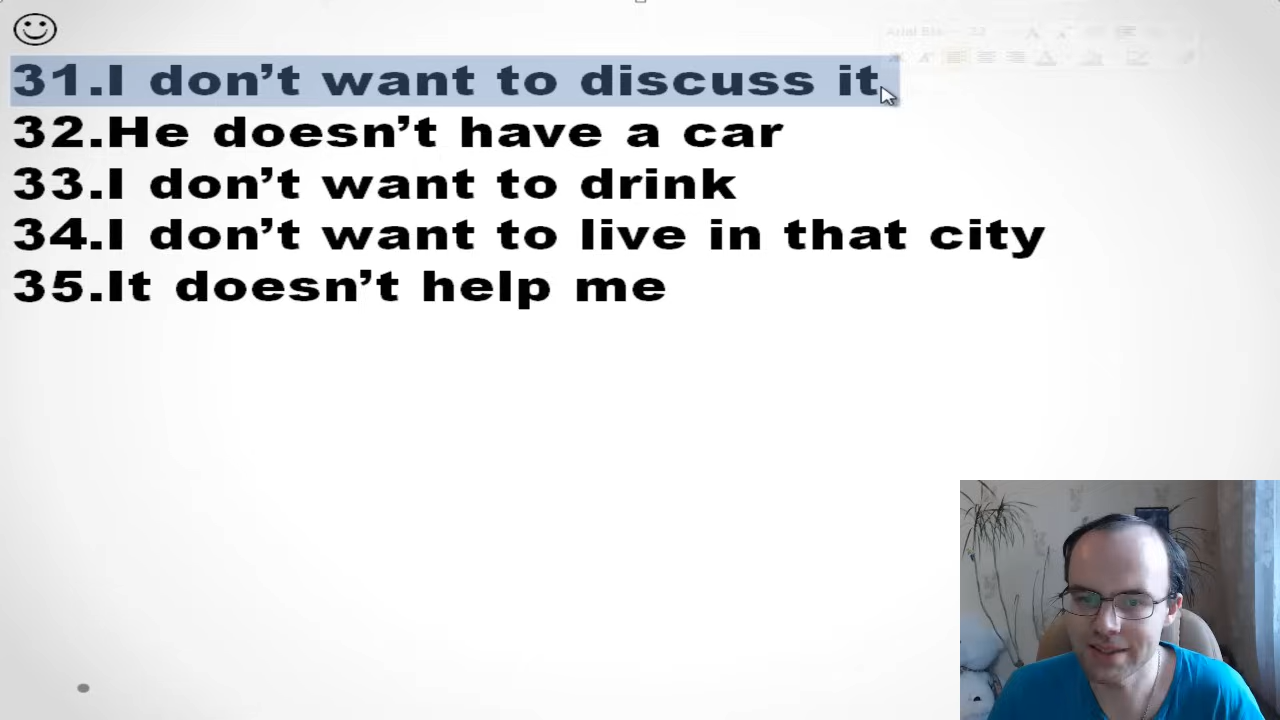 31.I don’t want to discuss it
32.He doesn’t have a car
33.I don’t want to drink
34.I don’t want to live in that city
35.It doesn’t help me